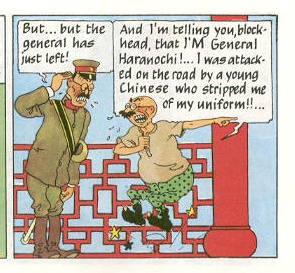 But... but the
general has
just left!
And I'm telling you, block-
head, that I'M General
Haranochi!... I was attack-
ed on the road by a young
Chinese who stripped me
of my uniform!!...